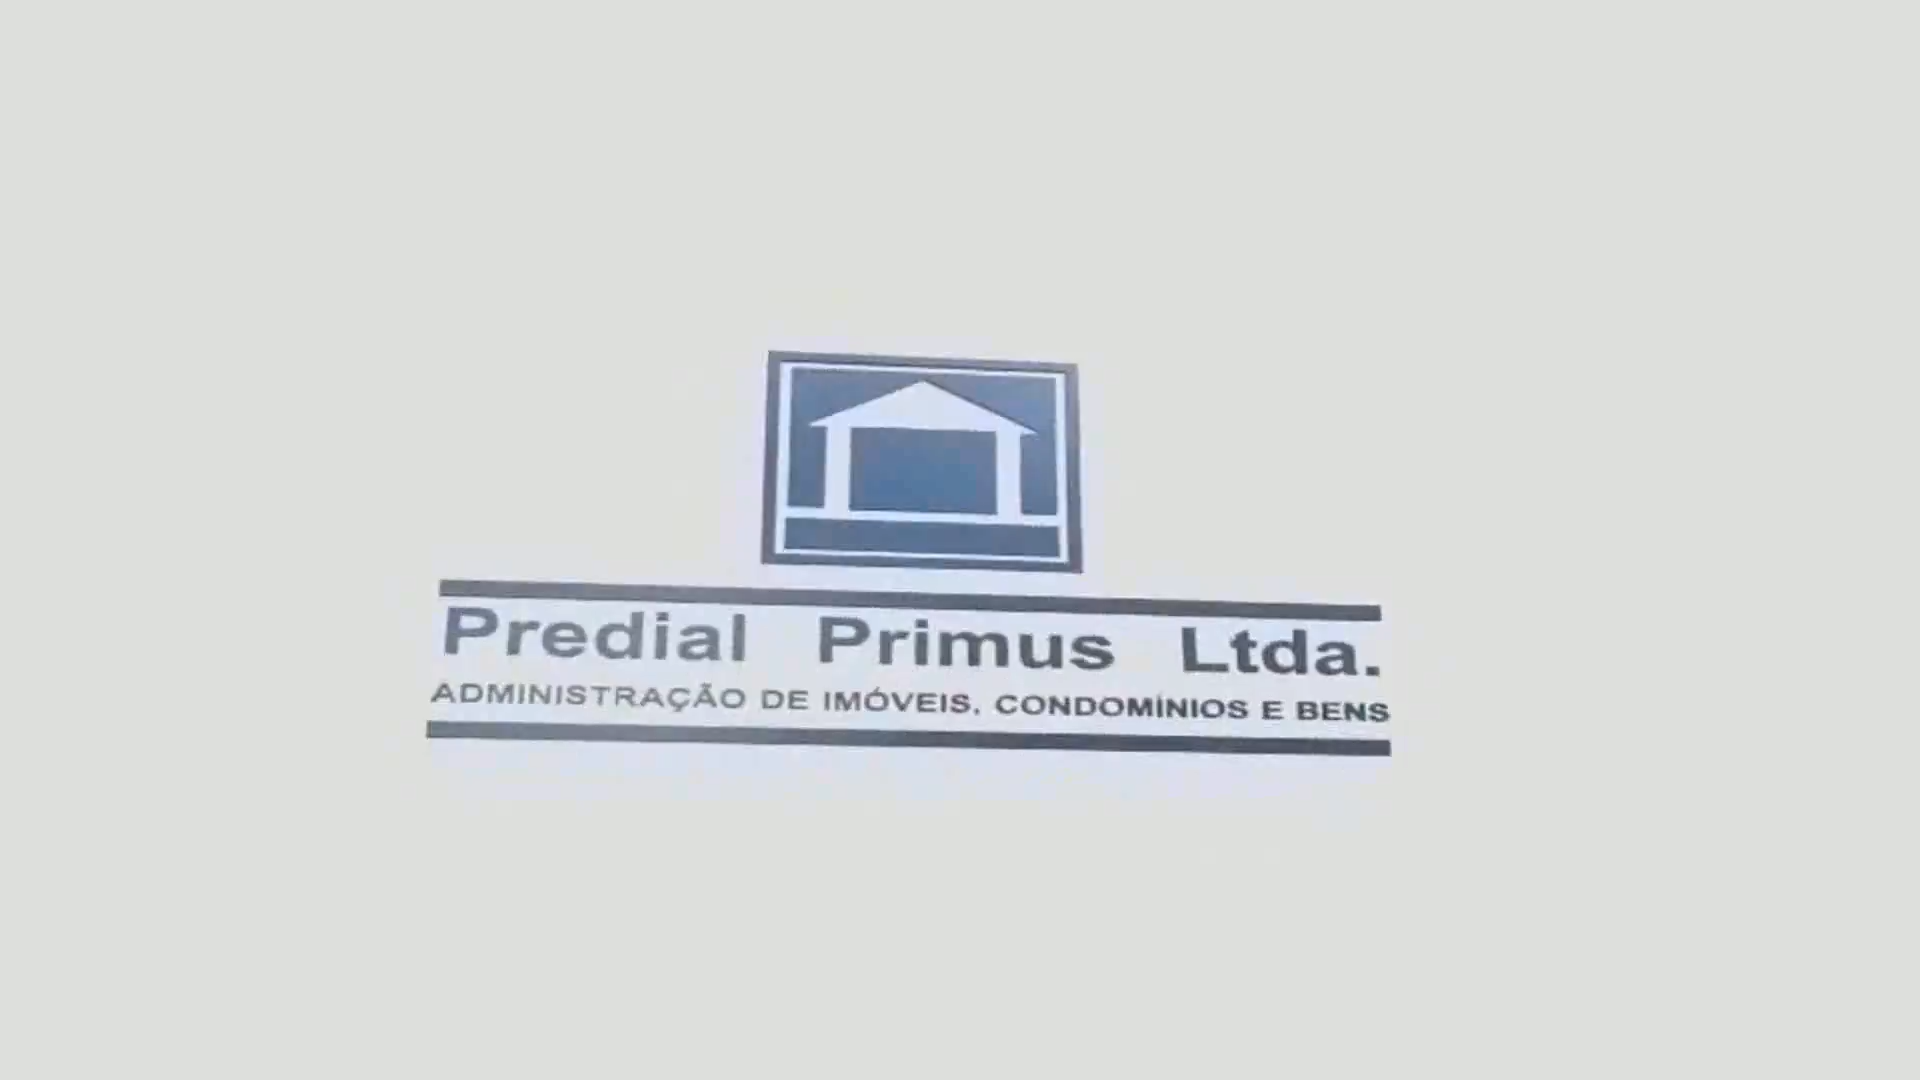 Predial Primus Ltda.
ADMINISTRAÇÃO DE IMÓVEIS, CONDOMÍNIOS E BENS